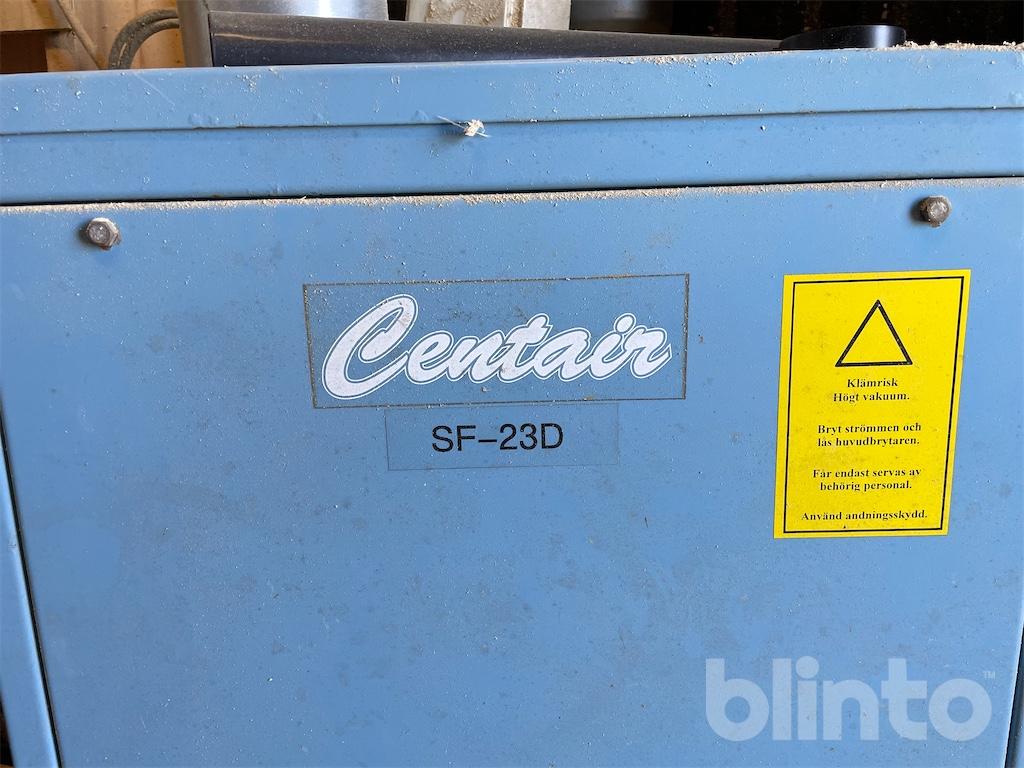 Centair
SF-23D
Klämrisk
Högt vakuum.
Bryt strömmen och
lås huvudbrytaren.
Får endast servas av
behörig personal.
Använd andningsskydd.
blinto™